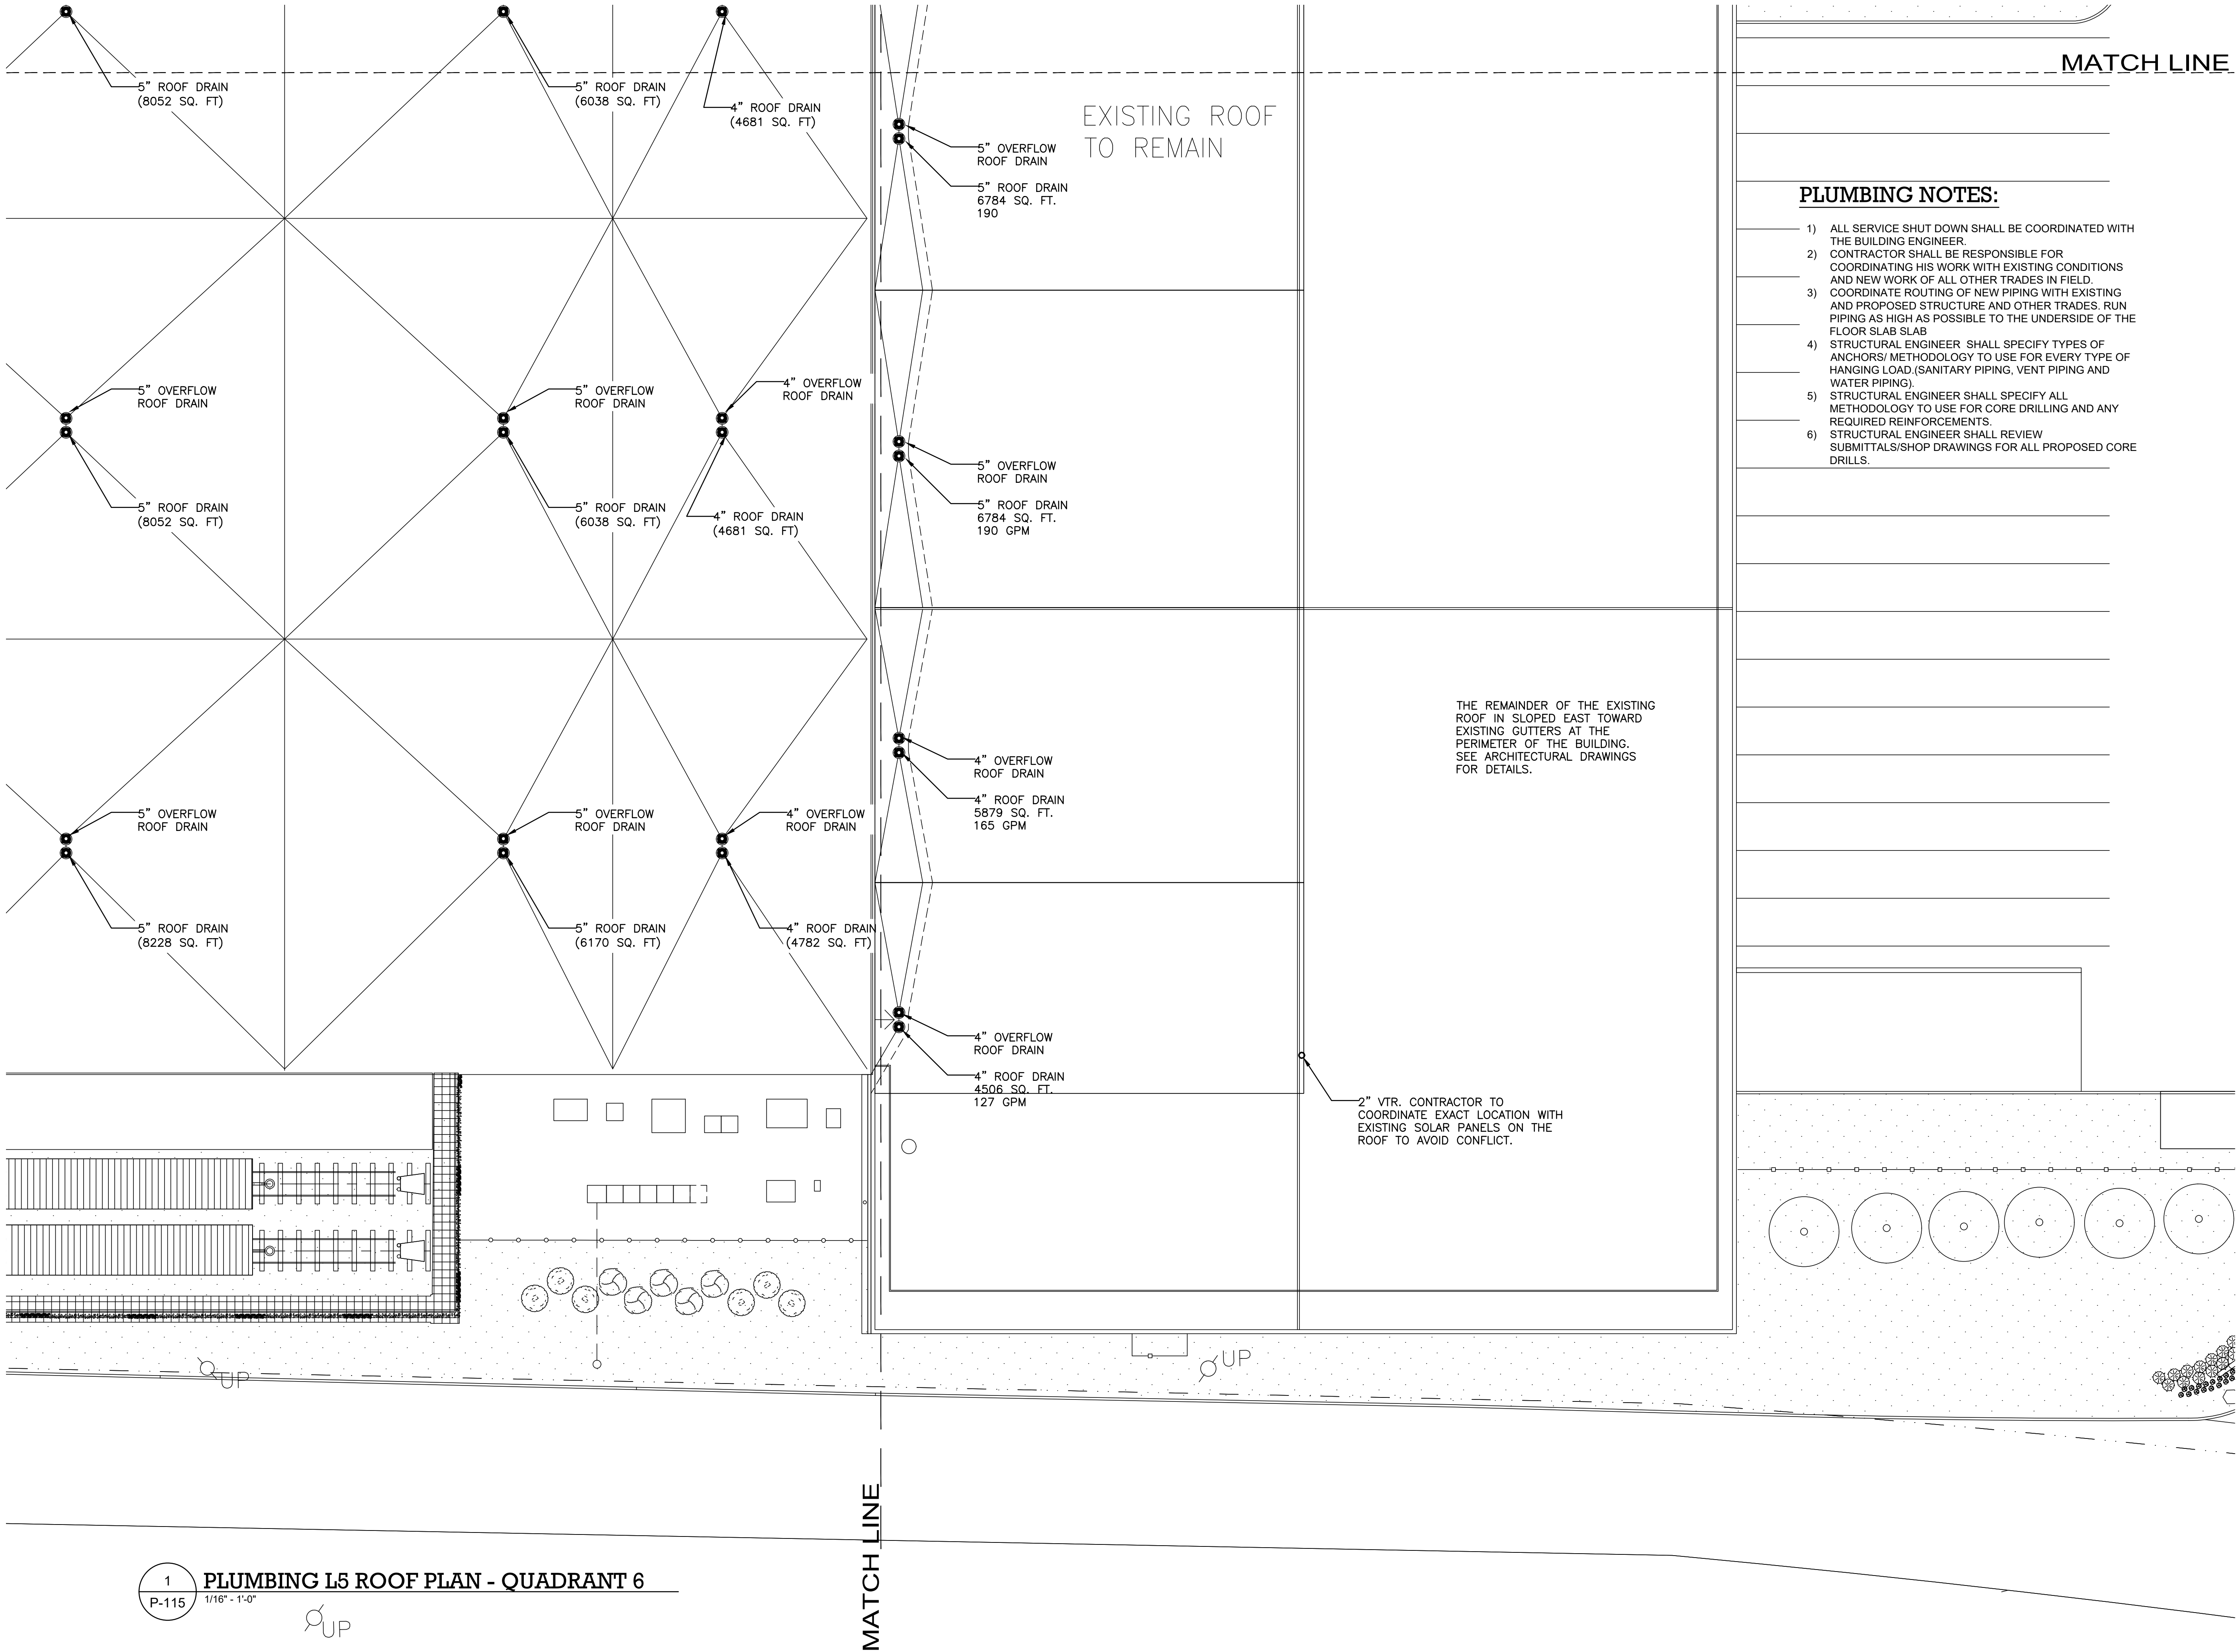 MATCH LINE
5” ROOF DRAIN
(8052 SQ. FT)
5” ROOF DRAIN
(6038 SQ. FT)
4” ROOF DRAIN
(4681 SQ. FT)
EXISTING ROOF
TO REMAIN
5” OVERFLOW
ROOF DRAIN
5” ROOF DRAIN
6784 SQ. FT.
190
PLUMBING NOTES:
1) ALL SERVICE SHUT DOWN SHALL BE COORDINATED WITH
THE BUILDING ENGINEER.
2) CONTRACTOR SHALL BE RESPONSIBLE FOR
COORDINATING HIS WORK WITH EXISTING CONDITIONS
AND NEW WORK OF ALL OTHER TRADES IN FIELD.
3) COORDINATE ROUTING OF NEW PIPING WITH EXISTING
AND PROPOSED STRUCTURE AND OTHER TRADES. RUN
PIPING AS HIGH AS POSSIBLE TO THE UNDERSIDE OF THE
FLOOR SLAB SLAB
4) STRUCTURAL ENGINEER SHALL SPECIFY TYPES OF
ANCHORS/ METHODOLOGY TO USE FOR EVERY TYPE OF
HANGING LOAD.(SANITARY PIPING, VENT PIPING AND
WATER PIPING).
5) STRUCTURAL ENGINEER SHALL SPECIFY ALL
METHODOLOGY TO USE FOR CORE DRILLING AND ANY
REQUIRED REINFORCEMENTS.
6) STRUCTURAL ENGINEER SHALL REVIEW
SUBMITTALS/SHOP DRAWINGS FOR ALL PROPOSED CORE
DRILLS.
5” OVERFLOW
ROOF DRAIN
5” OVERFLOW
ROOF DRAIN
4” OVERFLOW
ROOF DRAIN
5” OVERFLOW
ROOF DRAIN
5” ROOF DRAIN
(8052 SQ. FT)
5” ROOF DRAIN
(6038 SQ. FT)
4” ROOF DRAIN
(4681 SQ. FT)
5” ROOF DRAIN
6784 SQ. FT.
190 GPM
THE REMAINDER OF THE EXISTING
ROOF IN SLOPED EAST TOWARD
EXISTING GUTTERS AT THE
PERIMETER OF THE BUILDING.
SEE ARCHITECTURAL DRAWINGS
FOR DETAILS.
4” OVERFLOW
ROOF DRAIN
4” ROOF DRAIN
5879 SQ. FT.
165 GPM
5” OVERFLOW
ROOF DRAIN
5” OVERFLOW
ROOF DRAIN
4” OVERFLOW
ROOF DRAIN
5” ROOF DRAIN
(8228 SQ. FT)
5” ROOF DRAIN
(6170 SQ. FT)
4” ROOF DRAIN
(4782 SQ. FT)
4” OVERFLOW
ROOF DRAIN
4” ROOF DRAIN
4506 SQ. FT.
127 GPM
2” VTR. CONTRACTOR TO
COORDINATE EXACT LOCATION WITH
EXISTING SOLAR PANELS ON THE
ROOF TO AVOID CONFLICT.
UP
UP
MATCH LINE
1
P-115
PLUMBING L5 ROOF PLAN - QUADRANT 6
1/16" - 1'-0"
UP